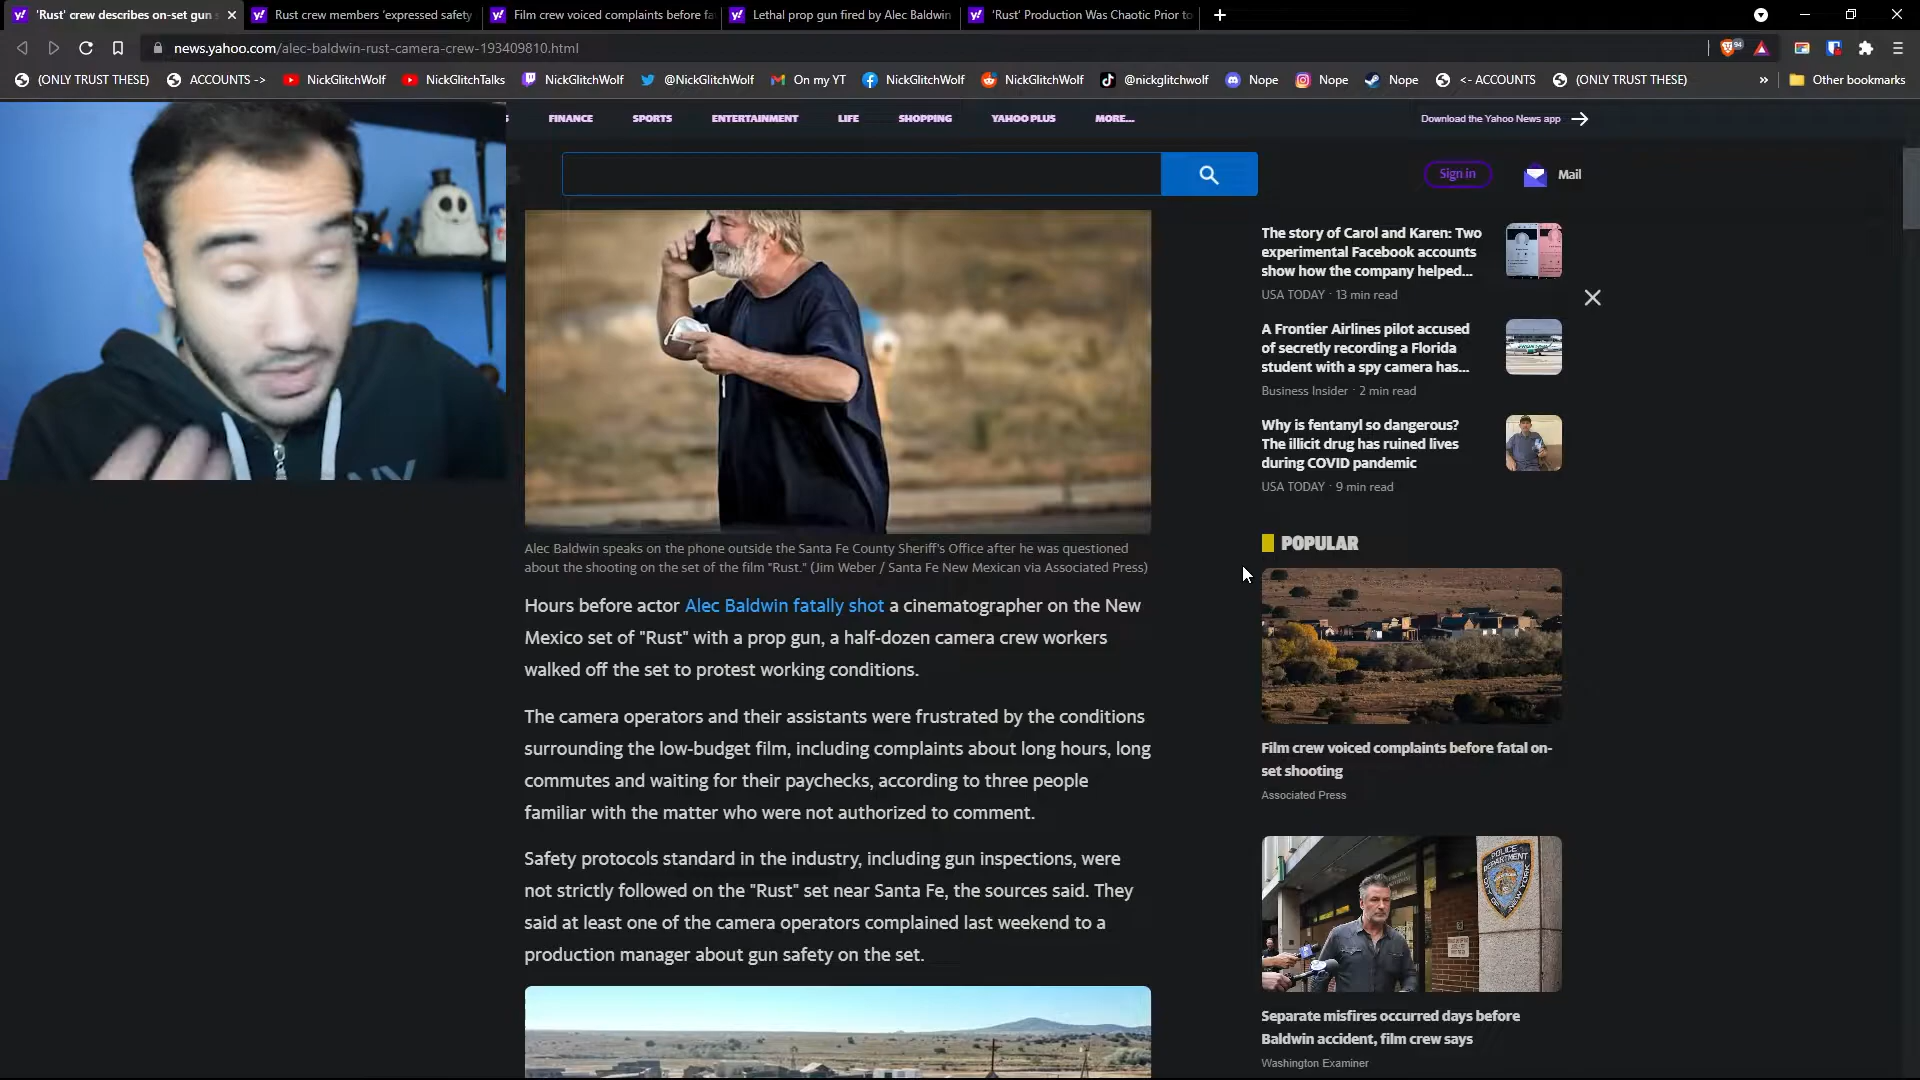 'Rust' crew describes on-set gun s
Rust crew members 'expressed safety
Film crew voiced complaints before fa
Lethal prop gun fired by Alec Baldwin
'Rust' Production Was Chaotic Prior to
news.yahoo.com/alec-baldwin-rust-camera-crew-193409810.html
94
(ONLY TRUST THESE)
ACCOUNTS ->
NickGlitchWolf
NickGlitchTalks
NickGlitchWolf
@NickGlitchWolf
On my YT
NickGlitchWolf
NickGlitchWolf
@nickglitchwolf
Nope
Nope
Nope
<- ACCOUNTS
(ONLY TRUST THESE)
»
Other bookmarks
S
FINANCE
SPORTS
ENTERTAINMENT
LIFE
SHOPPING
YAHOO PLUS
MORE...
Download the Yahoo News app
Sign in
Mail
Alec Baldwin speaks on the phone outside the Santa Fe County Sheriff's Office after he was questioned
about the shooting on the set of the film "Rust." (Jim Weber / Santa Fe New Mexican via Associated Press)
Hours before actor Alec Baldwin fatally shot a cinematographer on the New
Mexico set of "Rust" with a prop gun, a half-dozen camera crew workers
walked off the set to protest working conditions.
The camera operators and their assistants were frustrated by the conditions
surrounding the low-budget film, including complaints about long hours, long
commutes and waiting for their paychecks, according to three people
familiar with the matter who were not authorized to comment.
Safety protocols standard in the industry, including gun inspections, were
not strictly followed on the "Rust" set near Santa Fe, the sources said. They
said at least one of the camera operators complained last weekend to a
production manager about gun safety on the set.
The story of Carol and Karen: Two
experimental Facebook accounts
show how the company helped...
USA TODAY · 13 min read
A Frontier Airlines pilot accused
of secretly recording a Florida
student with a spy camera has...
Business Insider · 2 min read
Why is fentanyl so dangerous?
The illicit drug has ruined lives
during COVID pandemic
USA TODAY · 9 min read
POPULAR
Film crew voiced complaints before fatal on-
set shooting
Associated Press
POLICE
DEPARTMENT
CITY OF
NEW YORK
Separate misfires occurred days before
Baldwin accident, film crew says
Washington Examiner